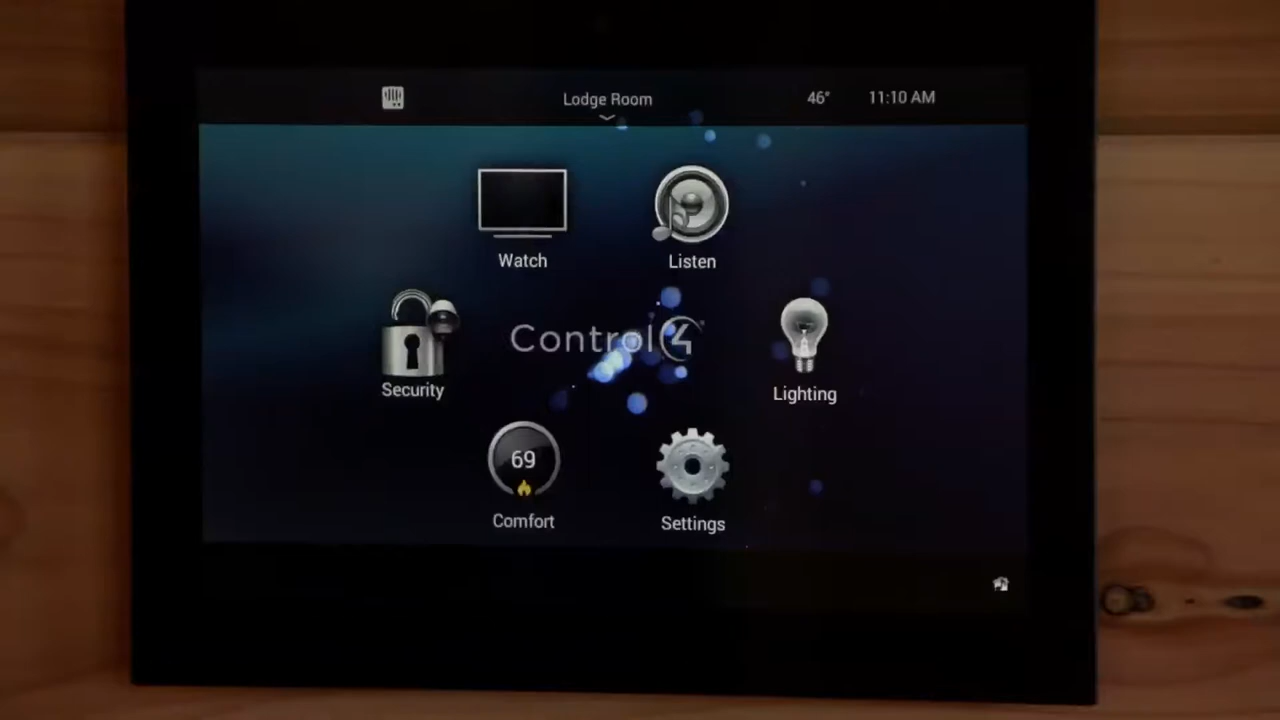 Lodge Room 46° 11:10 AM
Watch Listen
Control4
Security Lighting
69
Comfort Settings